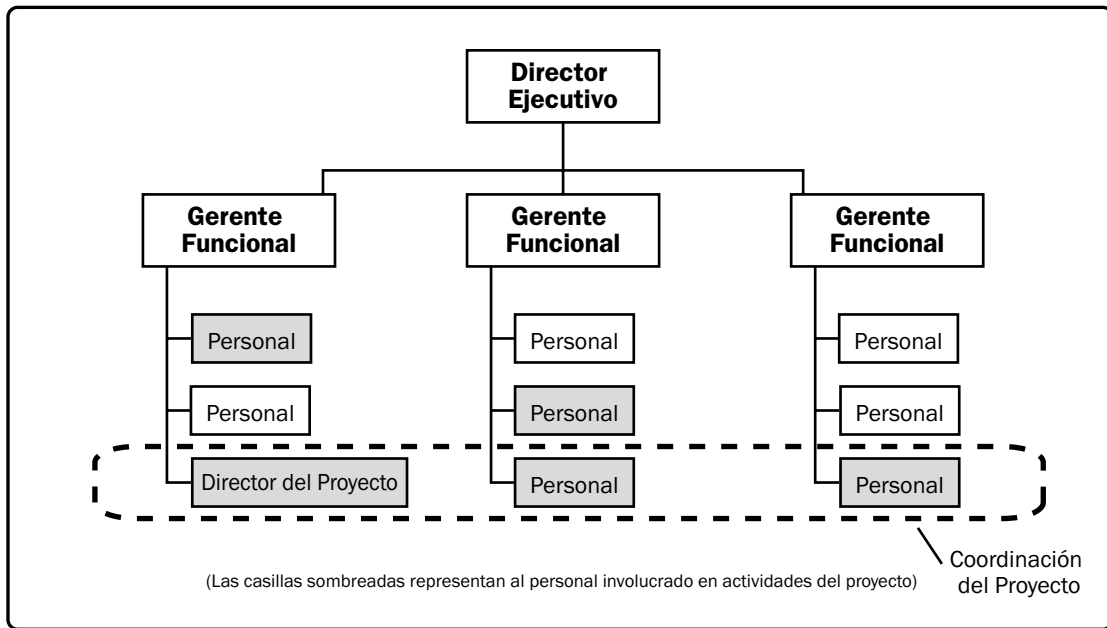 Director
Ejecutivo
Gerente
Funcional
Gerente
Funcional
Gerente
Funcional
Personal
Personal
Personal
Personal
Personal
Personal
Director del Proyecto
Personal
Personal
(Las casillas sombreadas representan al personal involucrado en actividades del proyecto)
Coordinación
del Proyecto